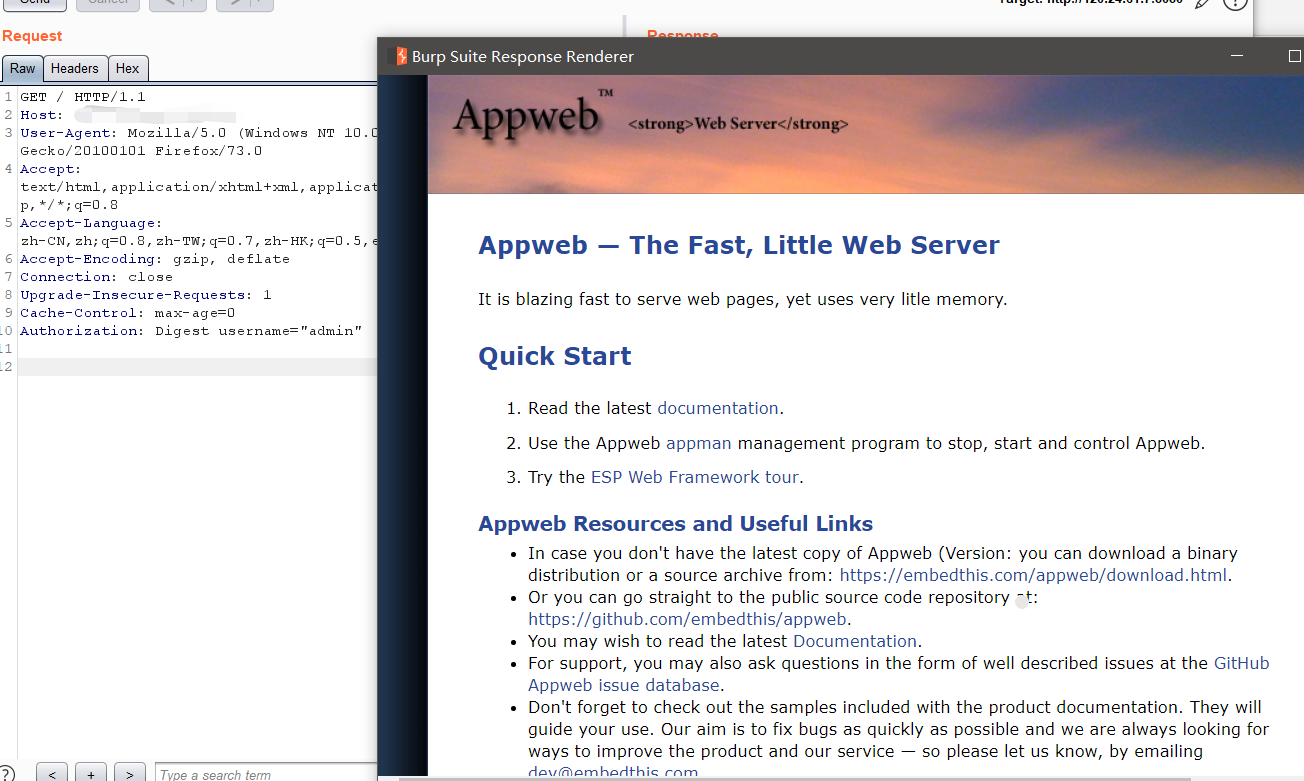 Send
Cancel
<
>
Request
Response
?
Raw
Headers
Hex
1 GET / HTTP/1.1
2 Host:
3 User-Agent: Mozilla/5.0 (Windows NT 10.0
Gecko/20100101 Firefox/73.0
4 Accept:
text/html,application/xhtml+xml,applicat
p,*/*;q=0.8
5 Accept-Language:
zh-CN,zh;q=0.8,zh-TW;q=0.7,zh-HK;q=0.5,e
6 Accept-Encoding: gzip, deflate
7 Connection: close
8 Upgrade-Insecure-Requests: 1
9 Cache-Control: max-age=0
10 Authorization: Digest username="admin"
11
12
?
<
+
>
Type a search term
Burp Suite Response Renderer
Appweb™ <strong>Web Server</strong>
Appweb — The Fast, Little Web Server
It is blazing fast to serve web pages, yet uses very litle memory.
Quick Start
1. Read the latest documentation.
2. Use the Appweb appman management program to stop, start and control Appweb.
3. Try the ESP Web Framework tour.
Appweb Resources and Useful Links
• In case you don't have the latest copy of Appweb (Version: you can download a binary
distribution or a source archive from: https://embedthis.com/appweb/download.html.
• Or you can go straight to the public source code repository at:
https://github.com/embedthis/appweb.
• You may wish to read the latest Documentation.
• For support, you may also ask questions in the form of well described issues at the GitHub
Appweb issue database.
• Don't forget to check out the samples included with the product documentation. They will
guide your use. Our aim is to fix bugs as quickly as possible and we are always looking for
ways to improve the product and our service — so please let us know, by emailing
dev@embedthis.com